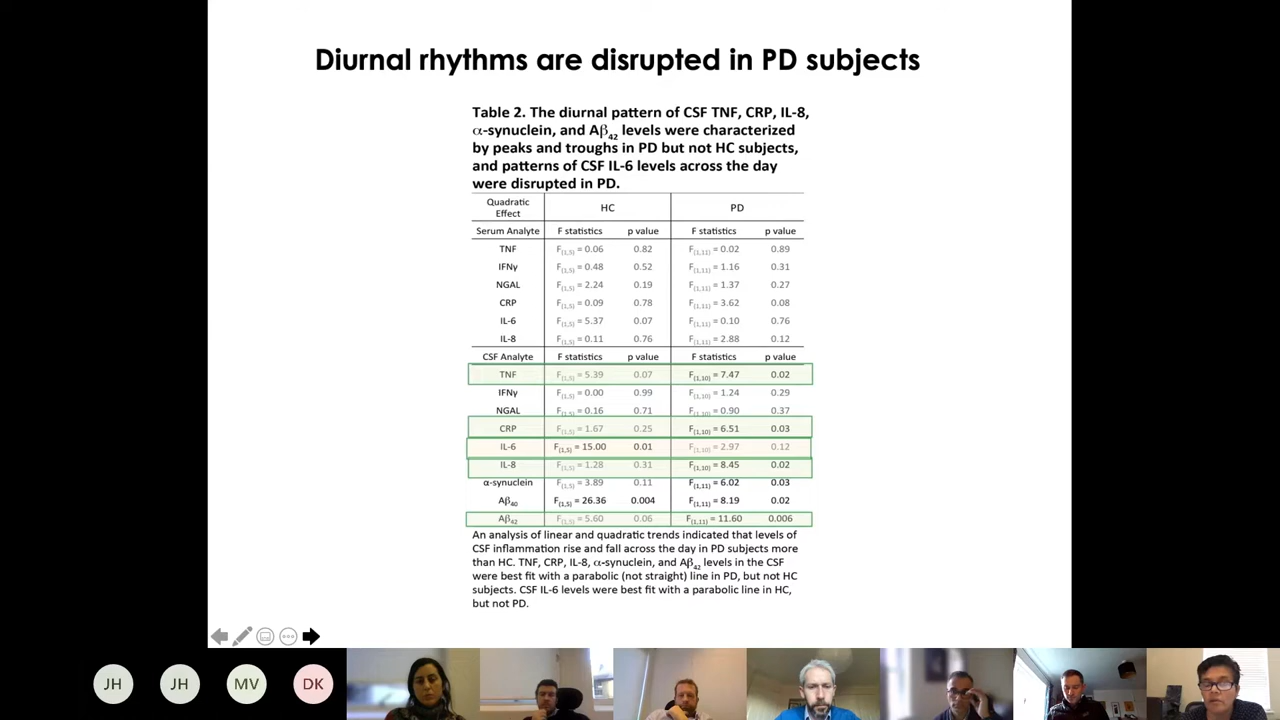 Diurnal rhythms are disrupted in PD subjects
Table 2. The diurnal pattern of CSF TNF, CRP, IL-8,
α-synuclein, and Aβ42 levels were characterized
by peaks and troughs in PD but not HC subjects,
and patterns of CSF IL-6 levels across the day
were disrupted in PD.
Quadratic Effect HC PD
Serum Analyte F statistics p value F statistics p value
TNF F(1,5) = 0.06 0.82 F(1,11) = 0.02 0.89
IFNγ F(1,5) = 0.48 0.52 F(1,11) = 1.16 0.31
NGAL F(1,5) = 2.24 0.19 F(1,11) = 1.37 0.27
CRP F(1,5) = 0.09 0.78 F(1,11) = 3.62 0.08
IL-6 F(1,5) = 5.37 0.07 F(1,11) = 0.10 0.76
IL-8 F(1,5) = 0.11 0.76 F(1,11) = 2.88 0.12
CSF Analyte F statistics p value F statistics p value
TNF F(1,5) = 5.39 0.07 F(1,10) = 7.47 0.02
IFNγ F(1,5) = 0.00 0.99 F(1,10) = 1.24 0.29
NGAL F(1,5) = 0.16 0.71 F(1,10) = 0.90 0.37
CRP F(1,5) = 1.67 0.25 F(1,10) = 6.51 0.03
IL-6 F(1,5) = 15.00 0.01 F(1,10) = 2.97 0.12
IL-8 F(1,5) = 1.28 0.31 F(1,10) = 8.45 0.02
α-synuclein F(1,5) = 3.89 0.11 F(1,11) = 6.02 0.03
Aβ40 F(1,5) = 26.36 0.004 F(1,11) = 8.19 0.02
Aβ42 F(1,5) = 5.60 0.06 F(1,11) = 11.60 0.006
An analysis of linear and quadratic trends indicated that levels of
CSF inflammation rise and fall across the day in PD subjects more
than HC. TNF, CRP, IL-8, α-synuclein, and Aβ42 levels in the CSF
were best fit with a parabolic (not straight) line in PD, but not HC
subjects. CSF IL-6 levels were best fit with a parabolic line in HC,
but not PD.
JH JH MV DK